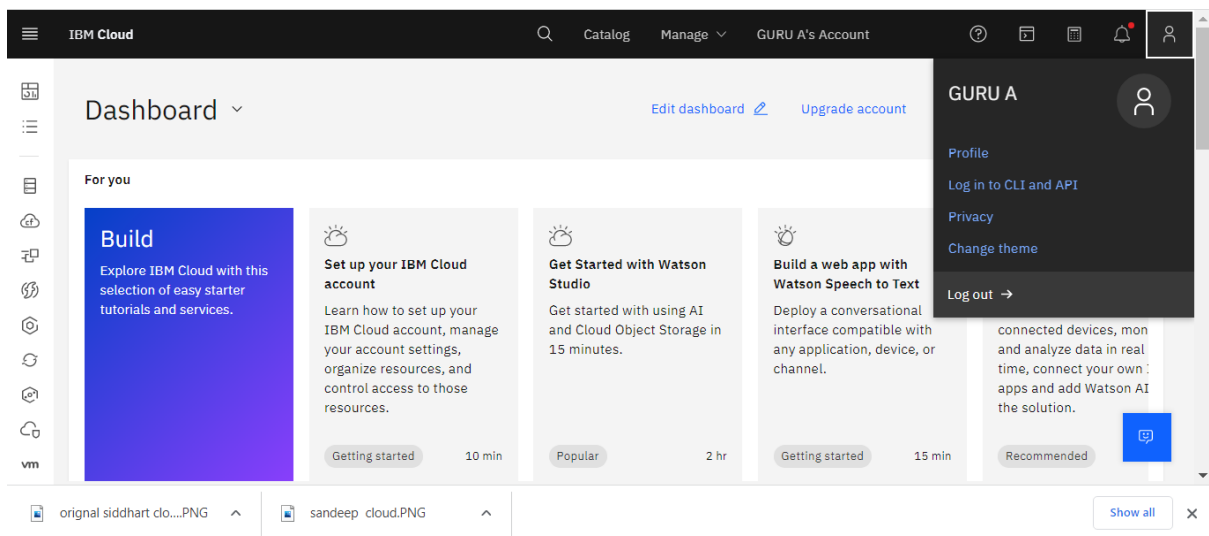 IBM Cloud
Catalog
Manage
GURU A's Account
Dashboard
Edit dashboard
Upgrade account
GURU A
Profile
Log in to CLI and API
Privacy
Change theme
Log out →
For you
Build
Explore IBM Cloud with this
selection of easy starter
tutorials and services.
Set up your IBM Cloud
account
Learn how to set up your
IBM Cloud account, manage
your account settings,
organize resources, and
control access to those
resources.
Getting started
10 min
Get Started with Watson
Studio
Get started with using AI
and Cloud Object Storage in
15 minutes.
Popular
2 hr
Build a web app with
Watson Speech to Text
Deploy a conversational
interface compatible with
any application, device, or
channel.
Getting started
15 min
connected devices, mon
and analyze data in real
time, connect your own
apps and add Watson AI
the solution.
Recommended
cf
vm
orignal siddhart clo....PNG
sandeep cloud.PNG
Show all